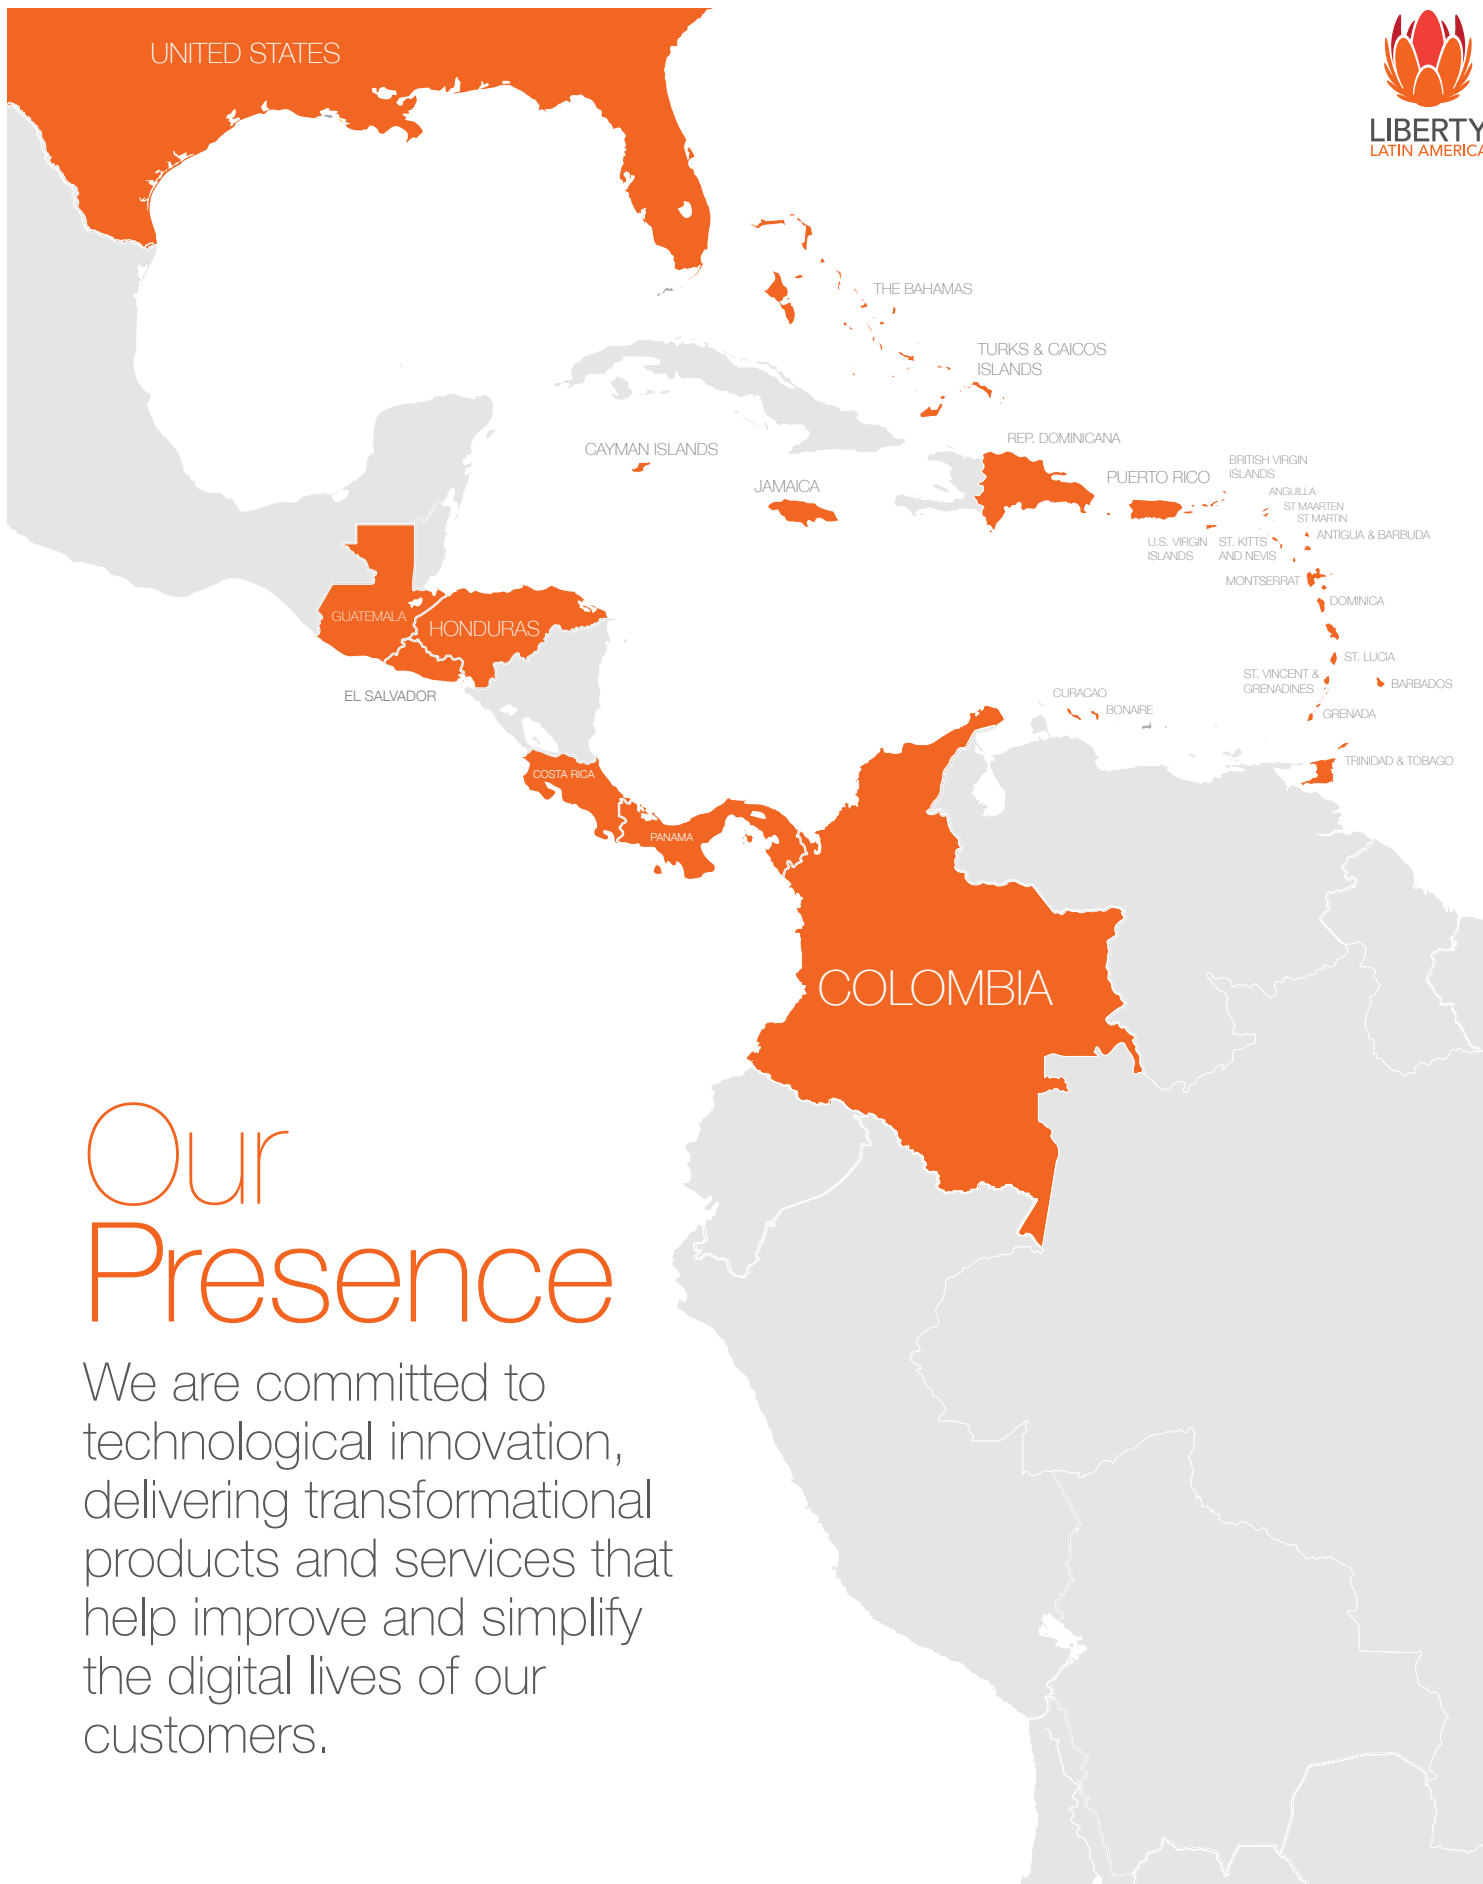 UNITED STATES
LIBERTY
LATIN AMERICA
THE BAHAMAS
TURKS & CAICOS
ISLANDS
REP. DOMINICANA
CAYMAN ISLANDS
JAMAICA
PUERTO RICO
BRITISH VIRGIN
ISLANDS
ANGUILLA
ST MAARTEN
ST MARTIN
ANTIGUA & BARBUDA
U.S. VIRGIN
ISLANDS
ST. KITTS
AND NEVIS
MONTSERRAT
DOMINICA
GUATEMALA
HONDURAS
EL SALVADOR
ST. LUCIA
ST. VINCENT &
GRENADINES
BARBADOS
CURACAO
BONAIRE
GRENADA
TRINIDAD & TOBAGO
COSTA RICA
PANAMA
COLOMBIA
Our
Presence
We are committed to
technological innovation,
delivering transformational
products and services that
help improve and simplify
the digital lives of our
customers.